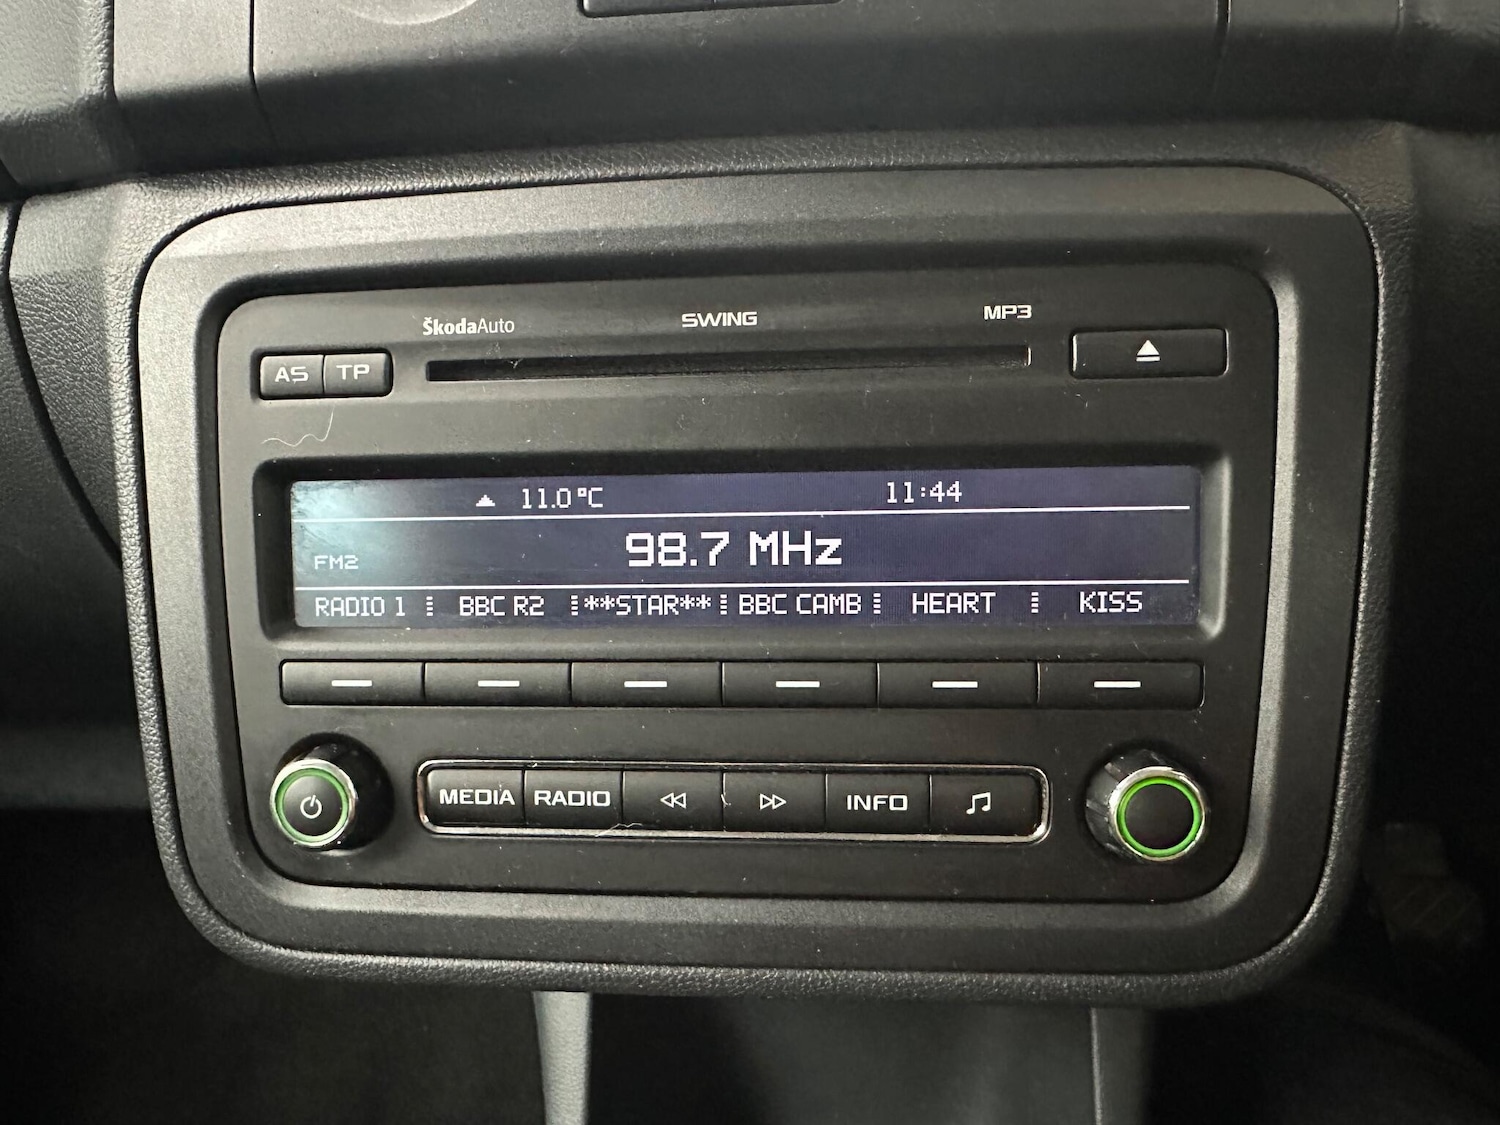 ŠkodaAuto SWING MP3
AS TP
11.0°C 11:44
98.7 MHz
FM2
RADIO 1 BBC R2 **STAR** BBC CAMB HEART KISS
MEDIA RADIO INFO